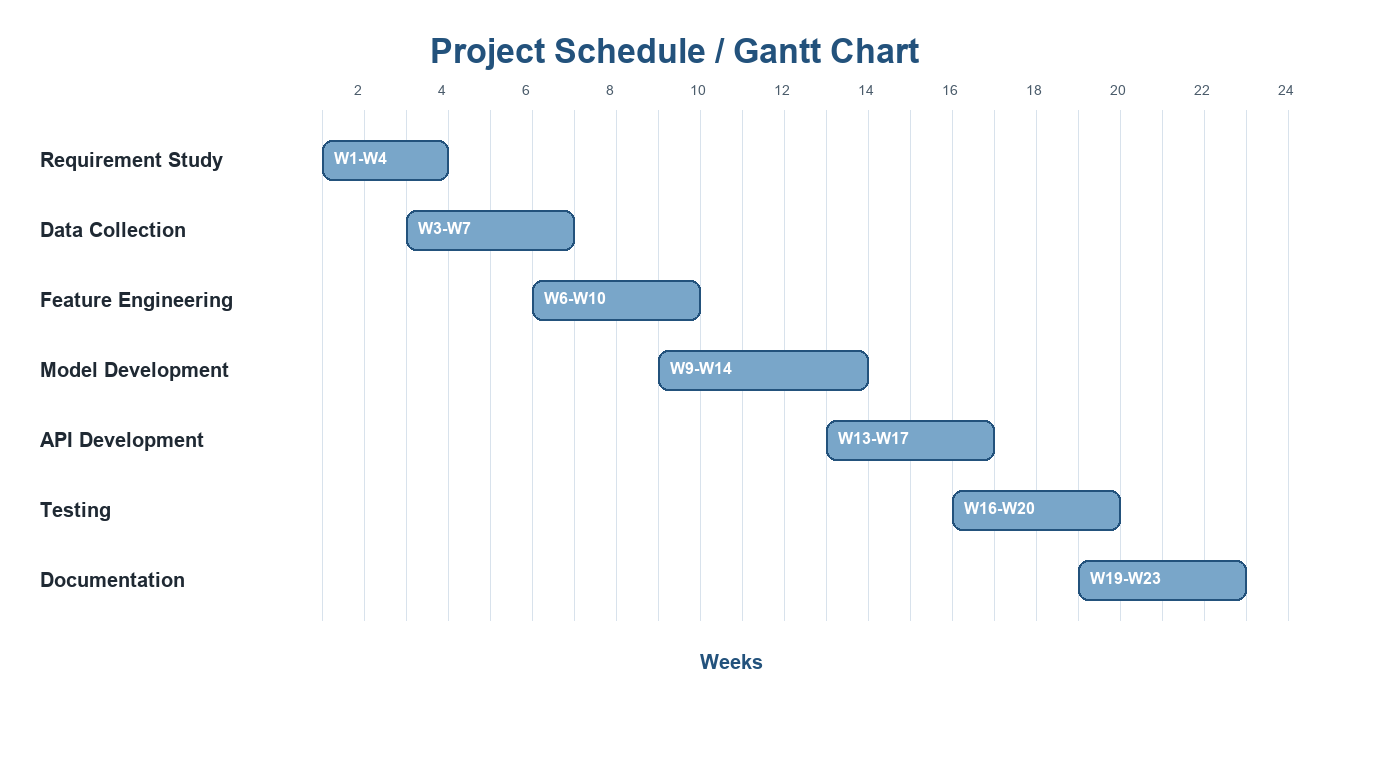 Project Schedule / Gantt Chart
2 4 6 8 10 12 14 16 18 20 22 24
Requirement Study W1-W4
Data Collection W3-W7
Feature Engineering W6-W10
Model Development W9-W14
API Development W13-W17
Testing W16-W20
Documentation W19-W23
Weeks